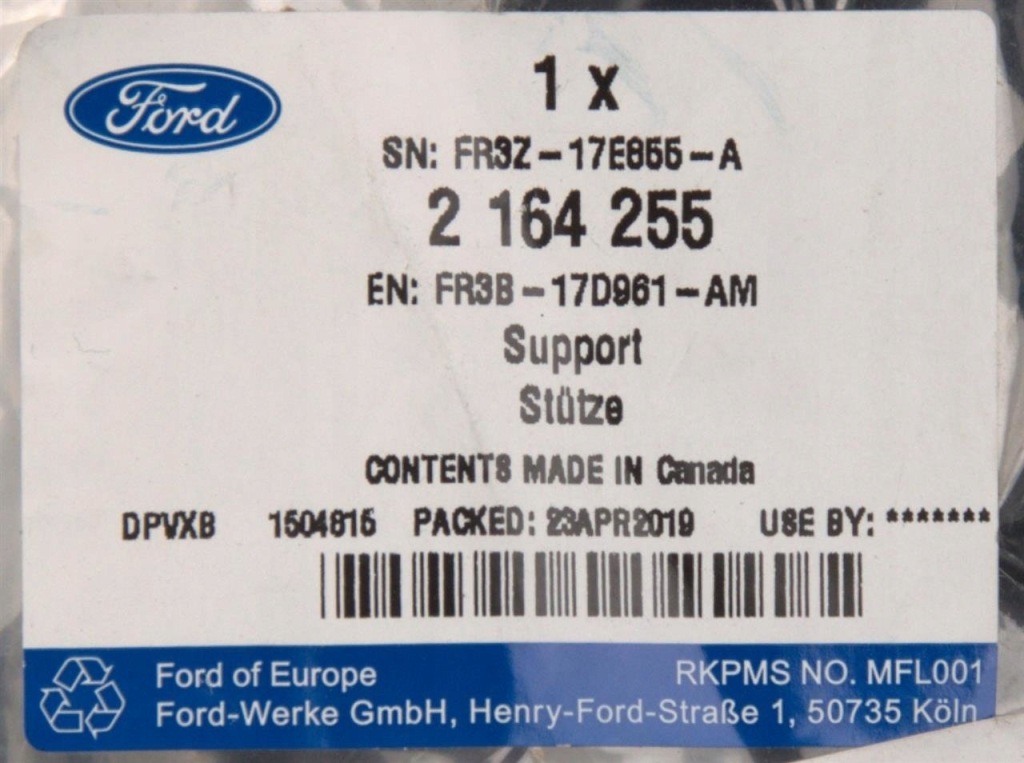 Ford
1 x
SN: FR3Z-17E855-A
2 164 255
EN: FR3B-17D961-AM
Support
Stütze
CONTENTS MADE IN Canada
DPVXB 1504815 PACKED: 23APR2019 USE BY: *******
Ford of Europe RKPMS NO. MFL001
Ford-Werke GmbH, Henry-Ford-Straße 1, 50735 Köln